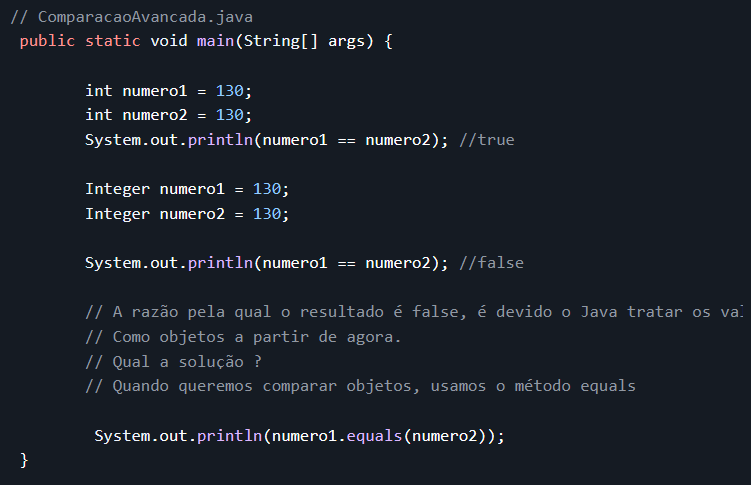 // ComparacaoAvancada.java
public static void main(String[] args) {
int numero1 = 130;
int numero2 = 130;
System.out.println(numero1 == numero2); //true
Integer numero1 = 130;
Integer numero2 = 130;
System.out.println(numero1 == numero2); //false
// A razão pela qual o resultado é false, é devido o Java tratar os
// Como objetos a partir de agora.
// Qual a solução ?
// Quando queremos comparar objetos, usamos o método equals
System.out.println(numero1.equals(numero2));
}